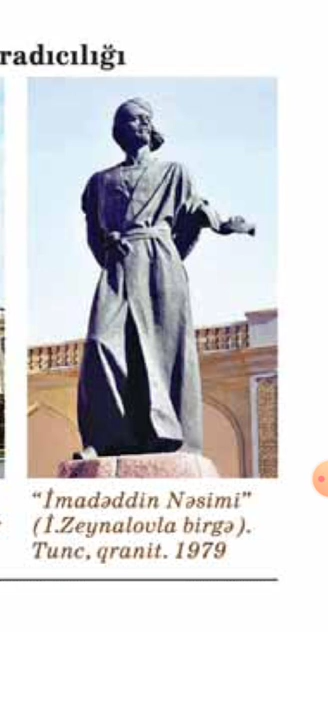 radıcılığı
“İmadəddin Nəsimi”
(İ.Zeynalovla birgə).
Tunc, qranit. 1979